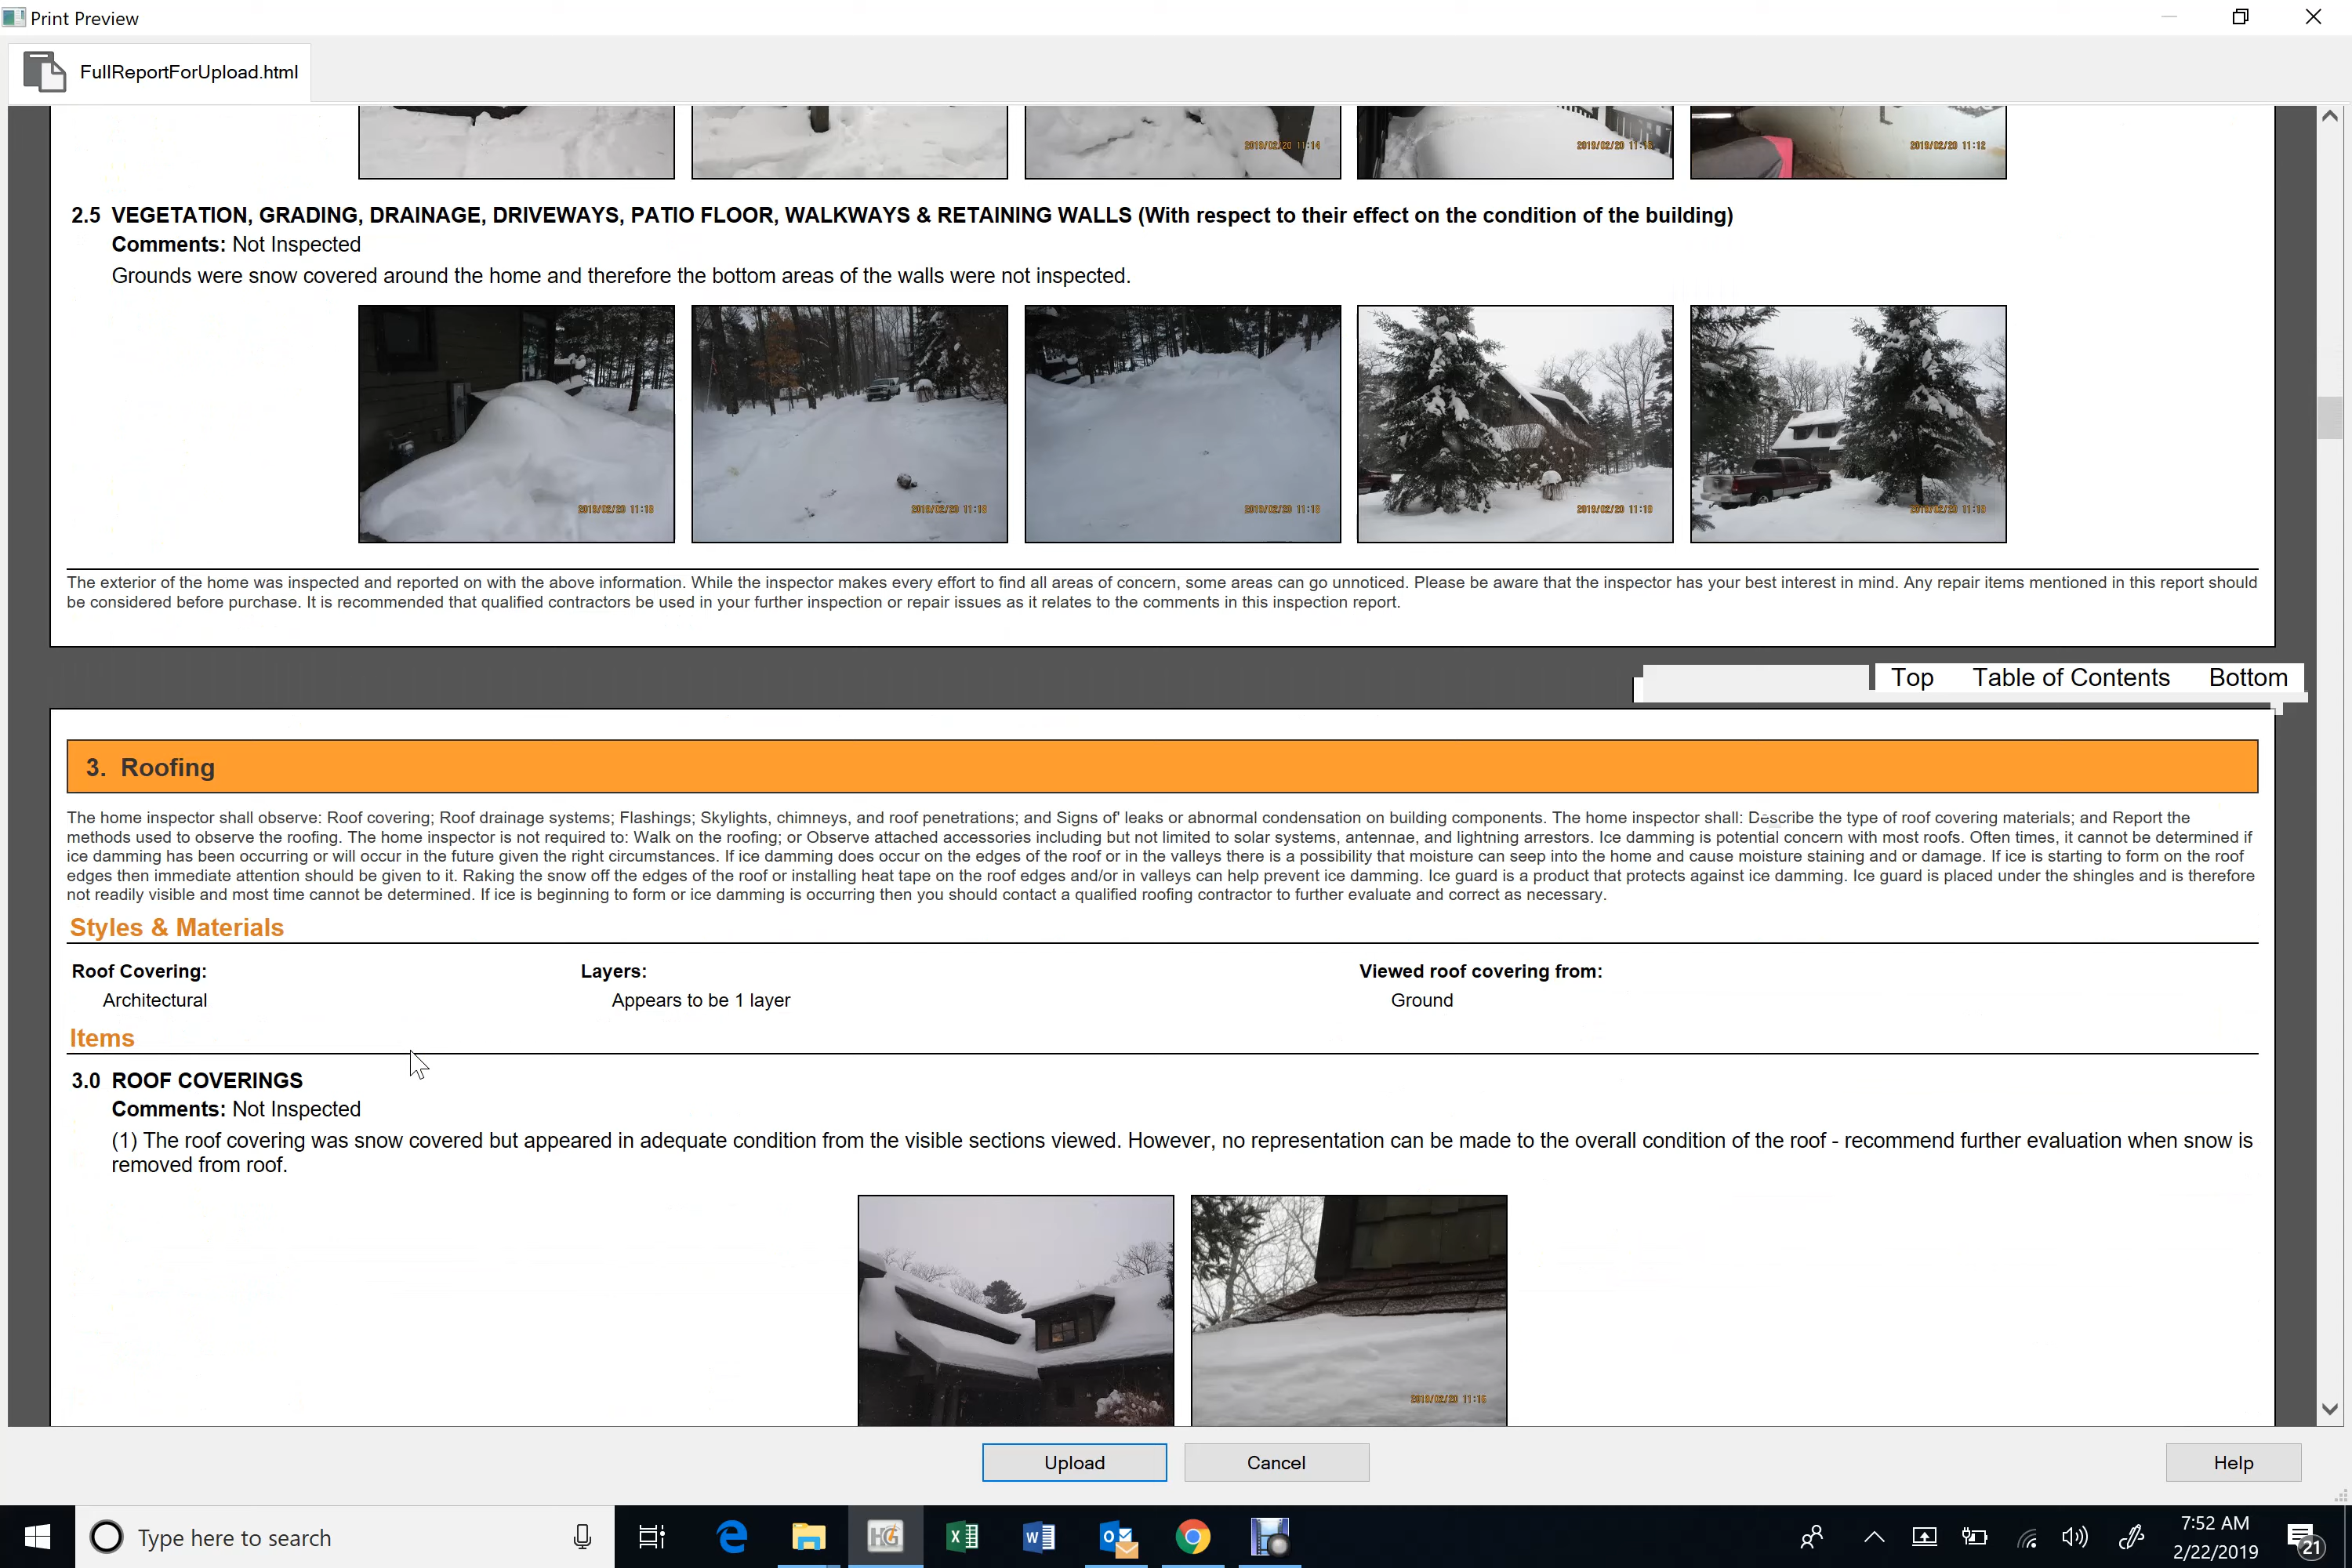 Print Preview
FullReportForUpload.html
2019/02/20 11:14
2019/02/20 11:12
2.5 VEGETATION, GRADING, DRAINAGE, DRIVEWAYS, PATIO FLOOR, WALKWAYS & RETAINING WALLS (With respect to their effect on the condition of the building)
Comments: Not Inspected
Grounds were snow covered around the home and therefore the bottom areas of the walls were not inspected.
The exterior of the home was inspected and reported on with the above information. While the inspector makes every effort to find all areas of concern, some areas can go unnoticed. Please be aware that the inspector has your best interest in mind. Any repair items mentioned in this report should
be considered before purchase. It is recommended that qualified contractors be used in your further inspection or repair issues as it relates to the comments in this inspection report.
Top Table of Contents Bottom
3. Roofing
The home inspector shall observe: Roof covering; Roof drainage systems; Flashings; Skylights, chimneys, and roof penetrations; and Signs of' leaks or abnormal condensation on building components. The home inspector shall: Describe the type of roof covering materials; and Report the
methods used to observe the roofing. The home inspector is not required to: Walk on the roofing; or Observe attached accessories including but not limited to solar systems, antennae, and lightning arrestors. Ice damming is potential concern with most roofs. Often times, it cannot be determined if
ice damming has been occurring or will occur in the future given the right circumstances. If ice damming does occur on the edges of the roof or in the valleys there is a possibility that moisture can seep into the home and cause moisture staining and or damage. If ice is starting to form on the roof
edges then immediate attention should be given to it. Raking the snow off the edges of the roof or installing heat tape on the roof edges and/or in valleys can help prevent ice damming. Ice guard is a product that protects against ice damming. Ice guard is placed under the shingles and is therefore
not readily visible and most time cannot be determined. If ice is beginning to form or ice damming is occurring then you should contact a qualified roofing contractor to further evaluate and correct as necessary.
Styles & Materials
Roof Covering: Layers: Viewed roof covering from:
Architectural Appears to be 1 layer Ground
Items
3.0 ROOF COVERINGS
Comments: Not Inspected
(1) The roof covering was snow covered but appeared in adequate condition from the visible sections viewed. However, no representation can be made to the overall condition of the roof - recommend further evaluation when snow is
removed from roof.
Upload Cancel Help
Type here to search
7:52 AM
2/22/2019
21